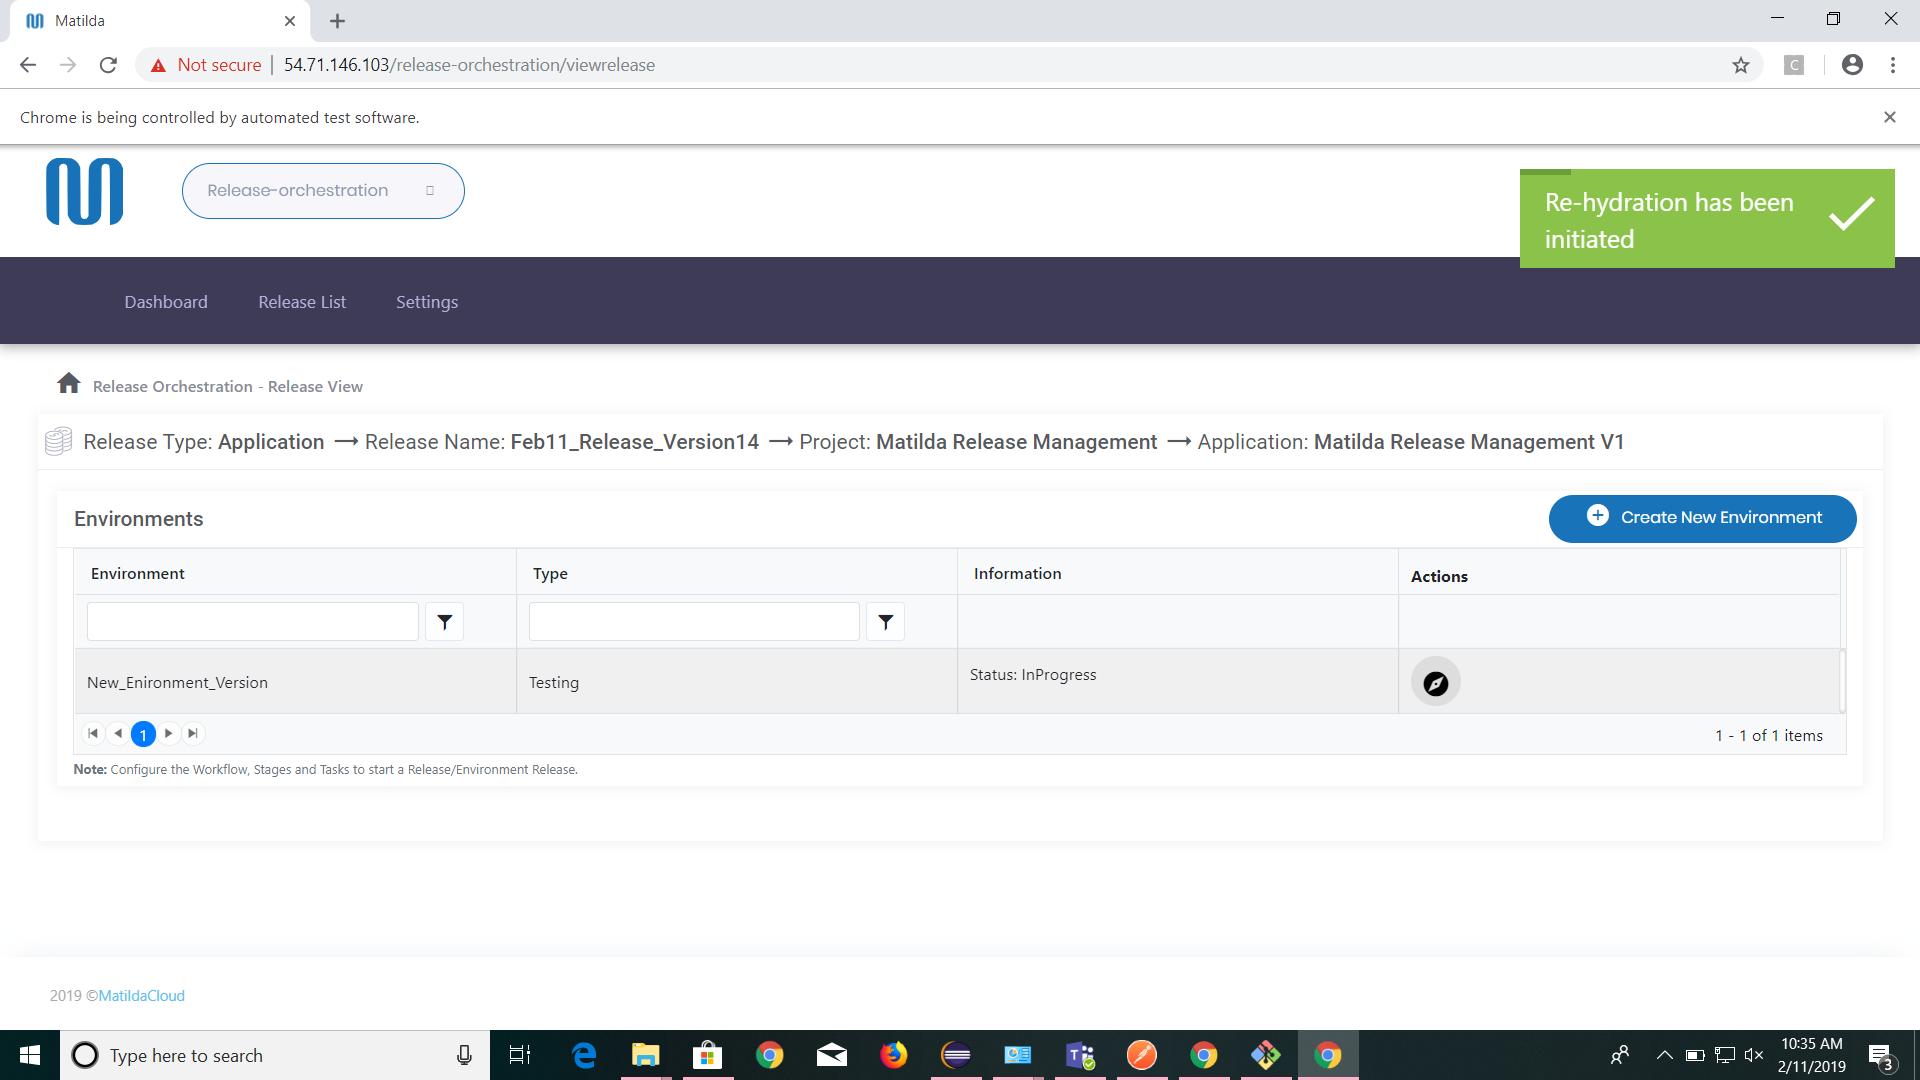 Matilda
Not secure | 54.71.146.103/release-orchestration/viewrelease
C
Chrome is being controlled by automated test software.
Release-orchestration
Re-hydration has been
initiated
Dashboard Release List Settings
Release Orchestration - Release View
Release Type: Application → Release Name: Feb11_Release_Version14 → Project: Matilda Release Management → Application: Matilda Release Management V1
Environments
Create New Environment
Environment Type Information Actions
New_Enironment_Version Testing Status: InProgress
1
1 - 1 of 1 items
Note: Configure the Workflow, Stages and Tasks to start a Release/Environment Release.
2019 ©MatildaCloud
Type here to search
10:35 AM
2/11/2019
3